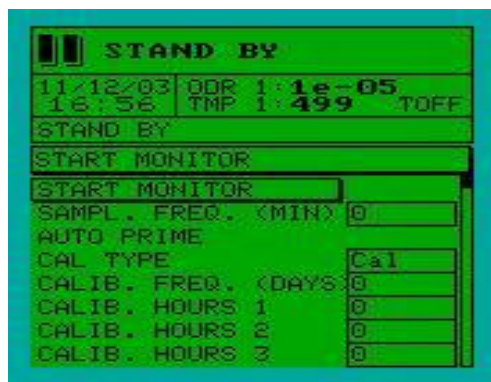 STAND BY
11/12/03 ODR 1:1e-05
16:56 TMP 1:499 TOFF
STAND BY
START MONITOR
START MONITOR
SAMPL. FREQ. (MIN) 0
AUTO PRIME
CAL TYPE Cal
CALIB. FREQ. (DAYS) 0
CALIB. HOURS 1 0
CALIB. HOURS 2 0
CALIB. HOURS 3 0